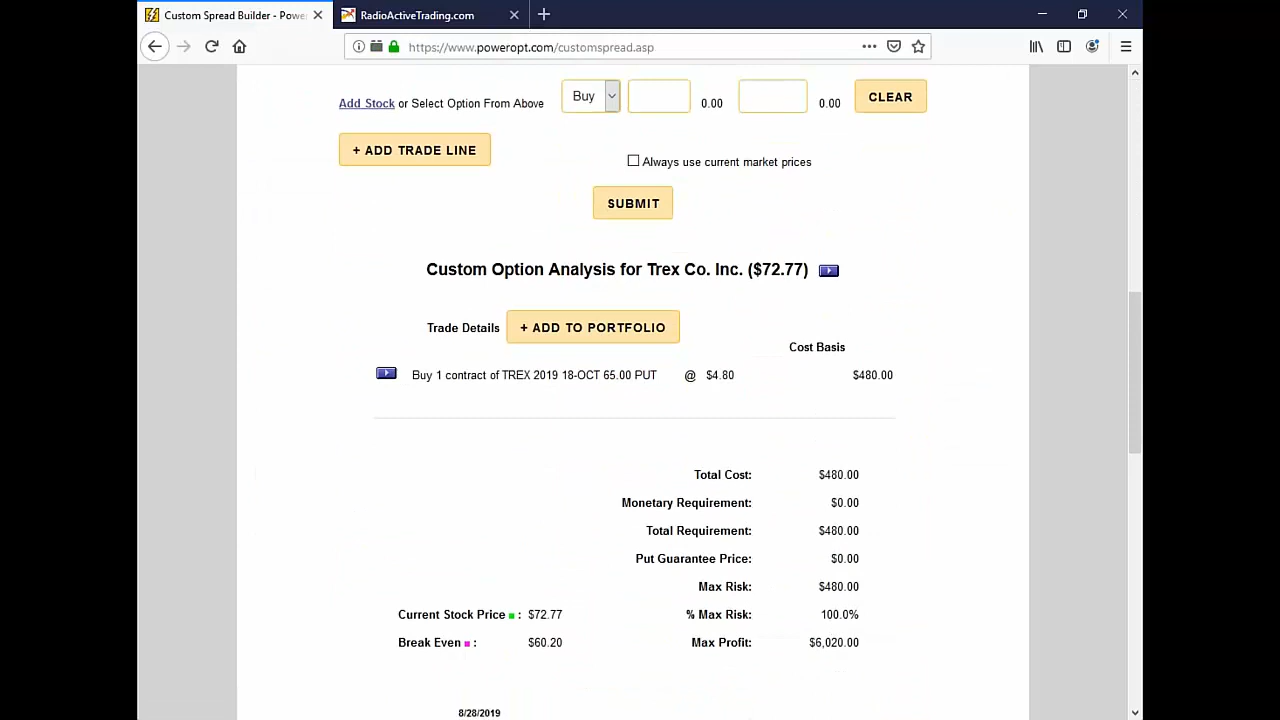 Custom Spread Builder - Powe
RadioActiveTrading.com
https://www.poweropt.com/customspread.asp
Add Stock or Select Option From Above
Buy
0.00
0.00
CLEAR
+ ADD TRADE LINE
Always use current market prices
SUBMIT
Custom Option Analysis for Trex Co. Inc. ($72.77)
Trade Details
+ ADD TO PORTFOLIO
Cost Basis
Buy 1 contract of TREX 2019 18-OCT 65.00 PUT @ $4.80 $480.00
Total Cost: $480.00
Monetary Requirement: $0.00
Total Requirement: $480.00
Put Guarantee Price: $0.00
Max Risk: $480.00
Current Stock Price : $72.77 % Max Risk: 100.0%
Break Even : $60.20 Max Profit: $6,020.00
8/28/2019